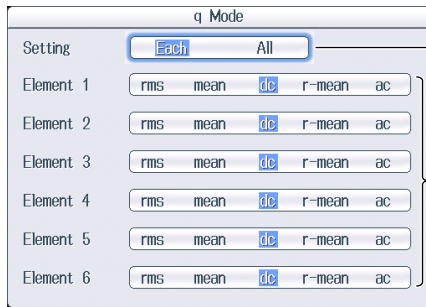 q Mode
Setting Each All
Element 1 rms mean dc r-mean ac
Element 2 rms mean dc r-mean ac
Element 3 rms mean dc r-mean ac
Element 4 rms mean dc r-mean ac
Element 5 rms mean dc r-mean ac
Element 6 rms mean dc r-mean ac